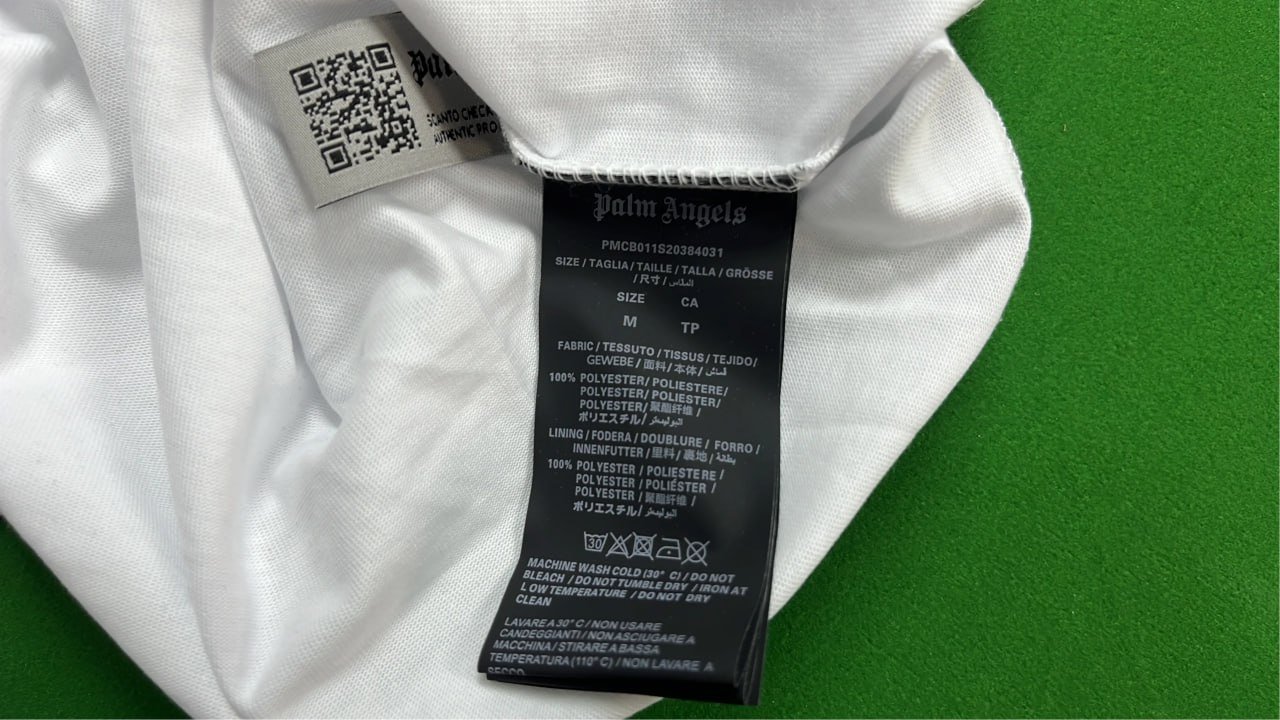 SCANTO CHECK
AUTHENTIC PRO
Palm Angels
PMCB011S20384031
SIZE / TAGLIA / TAILLE / TALLA / GRÖSSE
/ 尺寸 / المقاس
SIZE CA
M TP
FABRIC / TESSUTO / TISSUS / TEJIDO/
GEWEBE / 面料 / 本体 / قماش
100% POLYESTER/ POLIESTERE/
POLYESTER/ POLIESTER/
POLYESTER/ 聚酯纤维 /
ポリエステル/ البوليستر
LINING / FODERA / DOUBLURE / FORRO /
INNENFUTTER / 里料 / 裏地 / بطانة
100% POLYESTER / POLIESTERE /
POLYESTER / POLIÉSTER /
POLYESTER / 聚酯纤维 /
ポリエステル/ البوليستر
30
MACHINE WASH COLD (30° C) / DO NOT
BLEACH / DO NOT TUMBLE DRY / IRON AT
LOW TEMPERATURE / DO NOT DRY
CLEAN
LAVARE A 30° C / NON USARE
CANDEGGIANTI / NON ASCIUGARE A
MACCHINA / STIRARE A BASSA
TEMPERATURA (110° C) / NON LAVARE A
SECCO